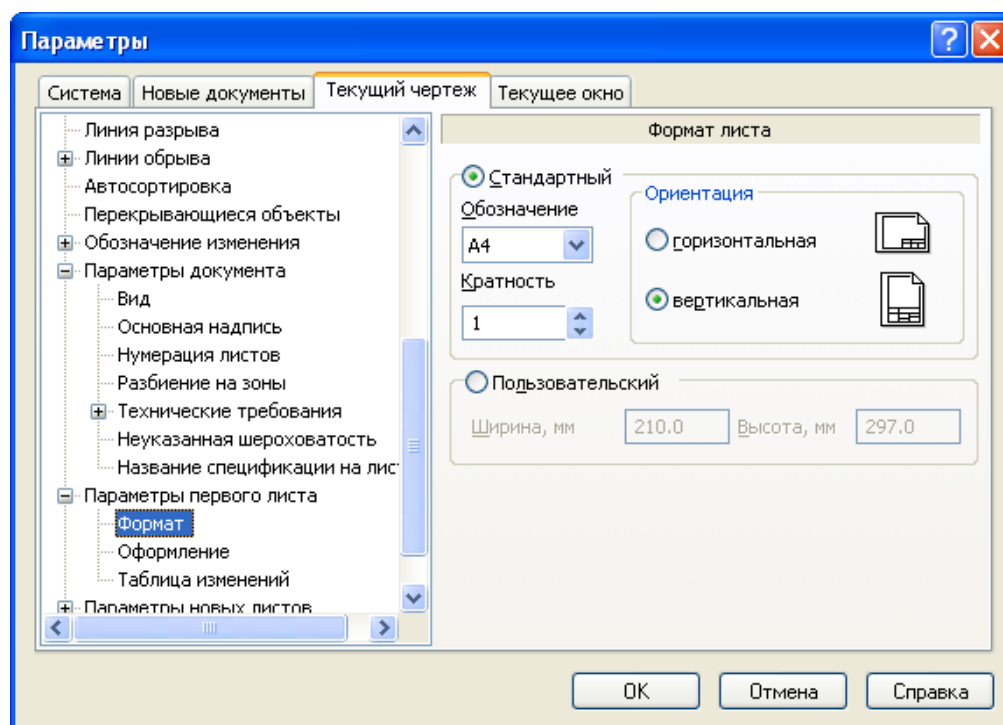 Параметры
Система Новые документы Текущий чертеж Текущее окно
Линия разрыва
Линии обрыва
Автосортировка
Перекрывающиеся объекты
Обозначение изменения
Параметры документа
Вид
Основная надпись
Нумерация листов
Разбиение на зоны
Технические требования
Неуказанная шероховатость
Название спецификации на лис
Параметры первого листа
Формат
Оформление
Таблица изменений
Параметры новых листов
Формат листа
Стандартный
Обозначение
A4
Кратность
1
Ориентация
горизонтальная
вертикальная
Пользовательский
Ширина, мм 210.0 Высота, мм 297.0
OK Отмена Справка